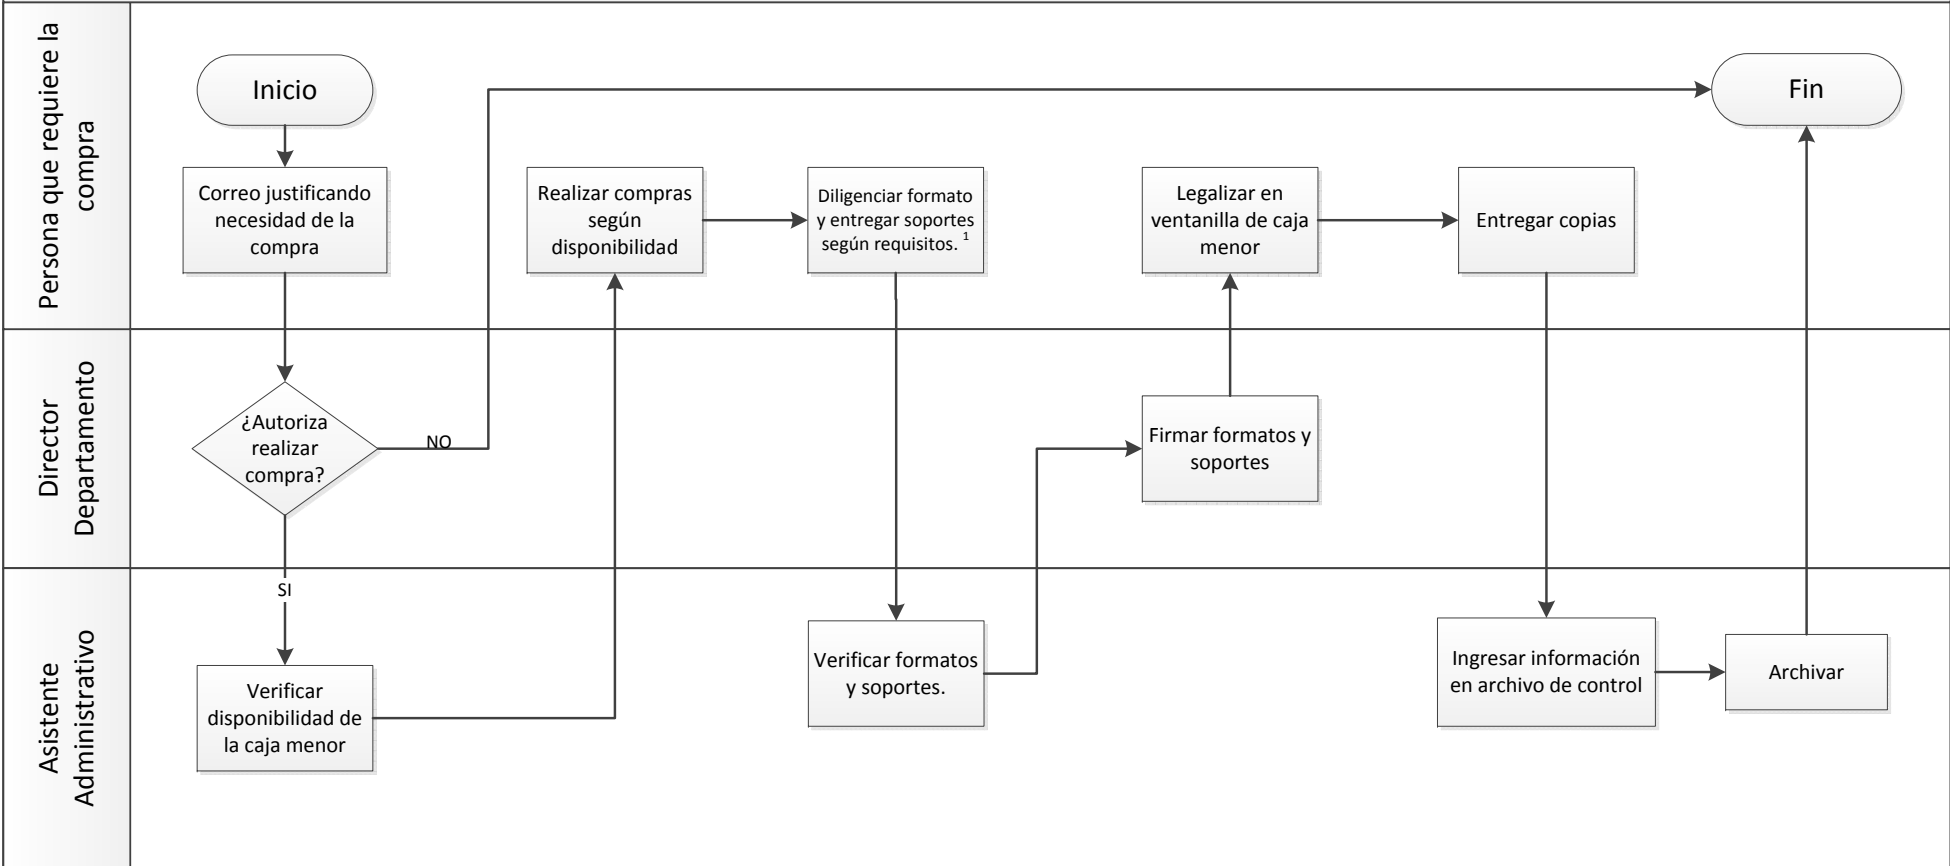 Persona que requiere la
compra
Inicio
Fin
Correo justificando
necesidad de la
compra
Realizar compras
según
disponibilidad
Diligenciar formato
y entregar soportes
según requisitos. 1
Legalizar en
ventanilla de caja
menor
Entregar copias
Director
Departamento
¿Autoriza
realizar
compra?
NO
Firmar formatos y
soportes
SI
Asistente
Administrativo
Verificar
disponibilidad de
la caja menor
Verificar formatos
y soportes.
Ingresar información
en archivo de control
Archivar